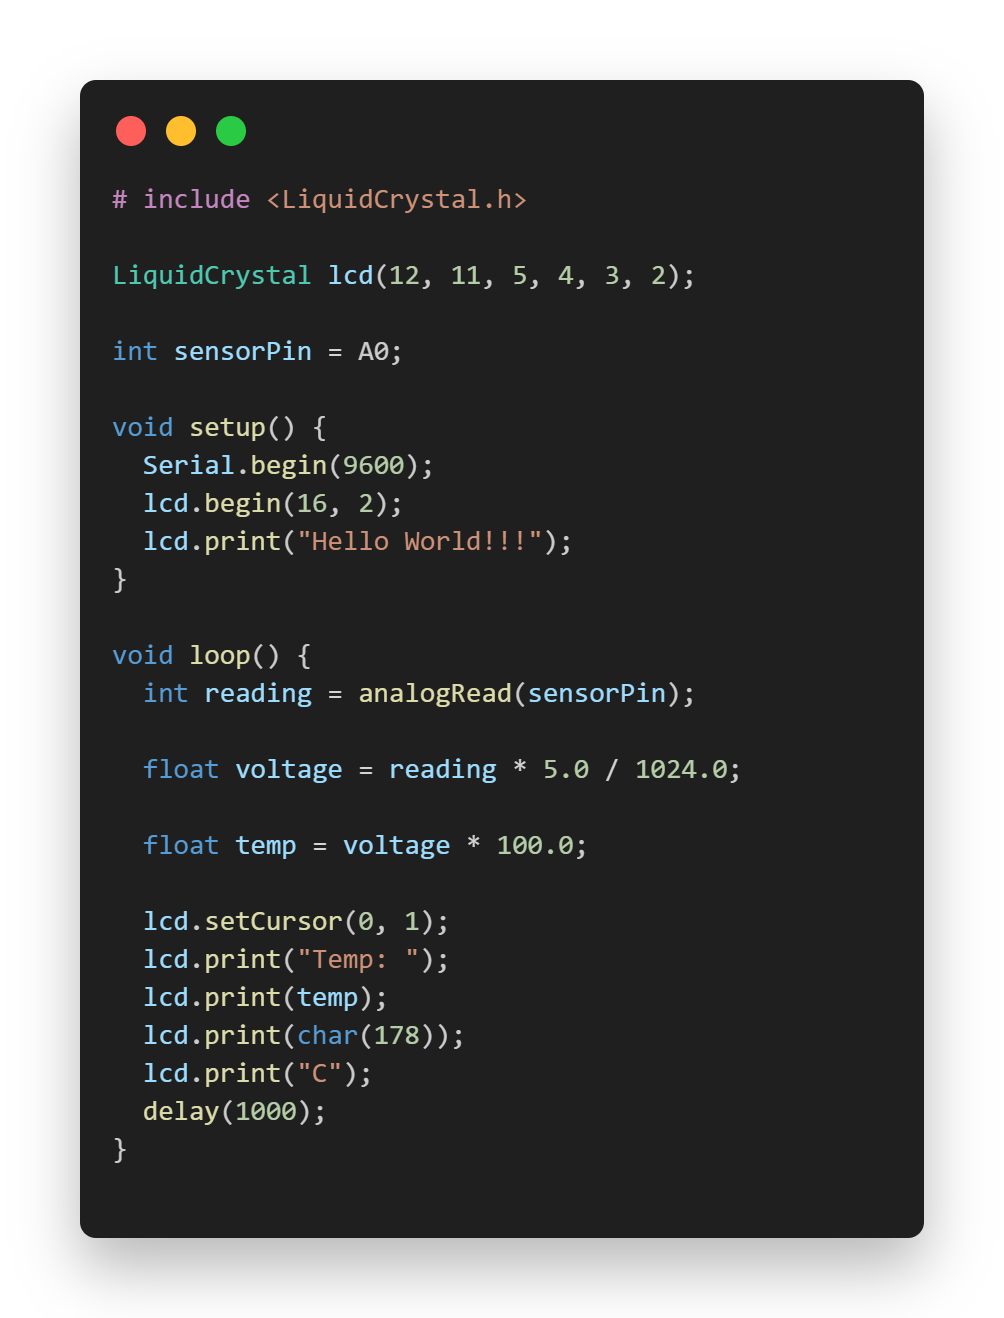 # include <LiquidCrystal.h>

LiquidCrystal lcd(12, 11, 5, 4, 3, 2);

int sensorPin = A0;

void setup() {
  Serial.begin(9600);
  lcd.begin(16, 2);
  lcd.print("Hello World!!!");
}

void loop() {
  int reading = analogRead(sensorPin);

  float voltage = reading * 5.0 / 1024.0;

  float temp = voltage * 100.0;

  lcd.setCursor(0, 1);
  lcd.print("Temp: ");
  lcd.print(temp);
  lcd.print(char(178));
  lcd.print("C");
  delay(1000);
}